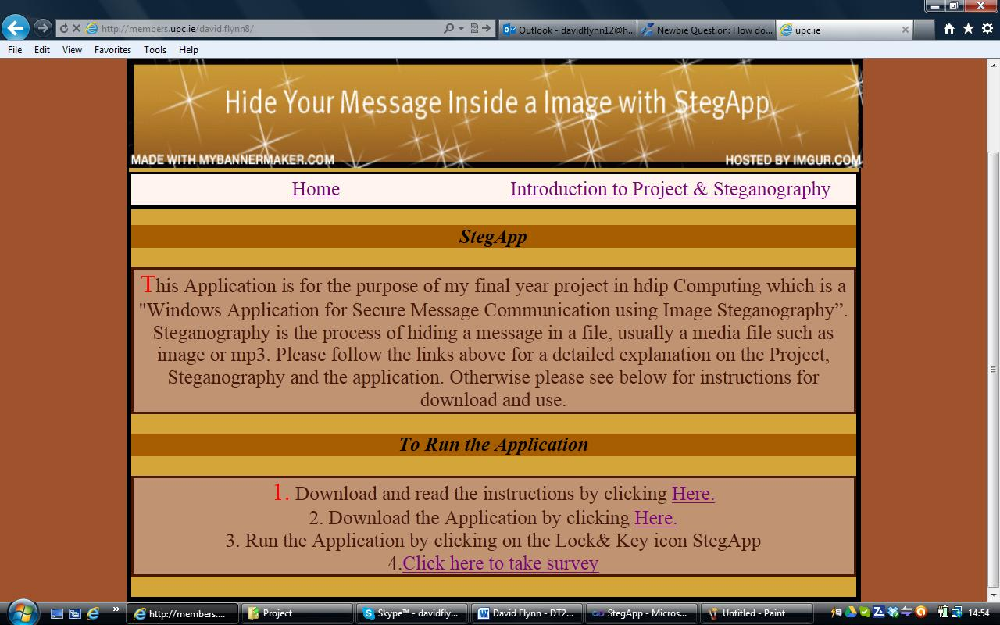 http://members.upc.ie/david.flynn8/
Outlook - davidflynn12@h...
Newbie Question: How do...
upc.ie
File Edit View Favorites Tools Help
Hide Your Message Inside a Image with StegApp
MADE WITH MYBANNERMAKER.COM
HOSTED BY IMGUR.COM
Home
Introduction to Project & Steganography
StegApp
This Application is for the purpose of my final year project in hdip Computing which is a
"Windows Application for Secure Message Communication using Image Steganography”.
Steganography is the process of hiding a message in a file, usually a media file such as
image or mp3. Please follow the links above for a detailed explanation on the Project,
Steganography and the application. Otherwise please see below for instructions for
download and use.
To Run the Application
1. Download and read the instructions by clicking Here.
2. Download the Application by clicking Here.
3. Run the Application by clicking on the Lock& Key icon StegApp
4.Click here to take survey
http://members....
Project
Skype™ - davidfly...
David Flynn - DT2...
StegApp - Micros...
Untitled - Paint
14:54